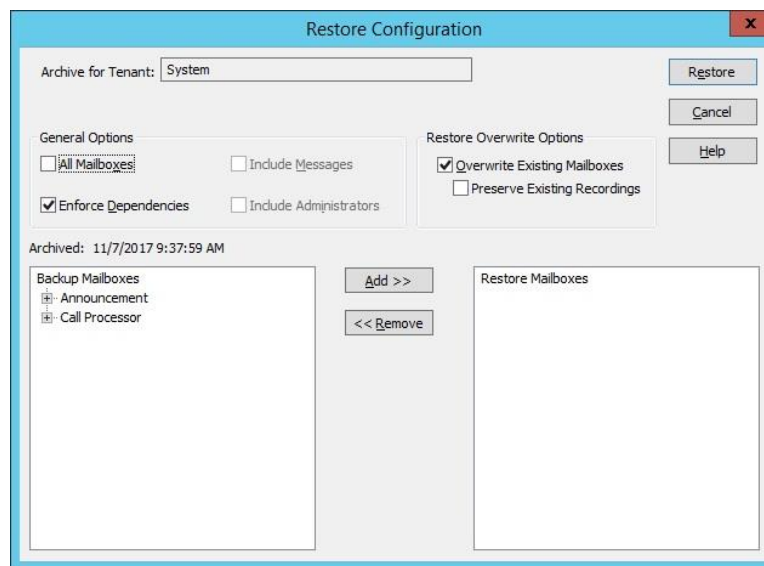 Restore Configuration
x
Archive for Tenant: System
Restore
Cancel
Help
General Options
All Mailboxes
Include Messages
Enforce Dependencies
Include Administrators
Restore Overwrite Options
Overwrite Existing Mailboxes
Preserve Existing Recordings
Archived: 11/7/2017 9:37:59 AM
Backup Mailboxes
Announcement
Call Processor
Add >>
<< Remove
Restore Mailboxes